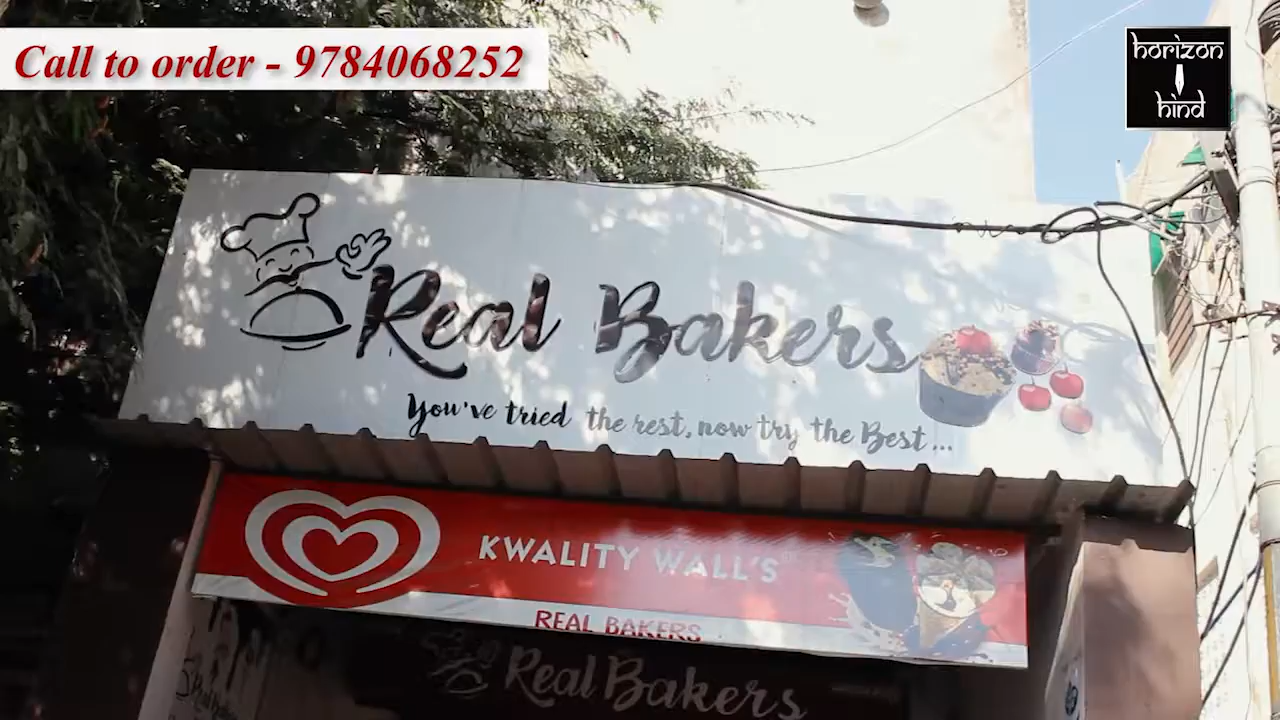 Call to order - 9784068252
horizon
hind
Real Bakers
You've tried the rest, now try the Best...
KWALITY WALL'S
REAL BAKERS
Real Bakers